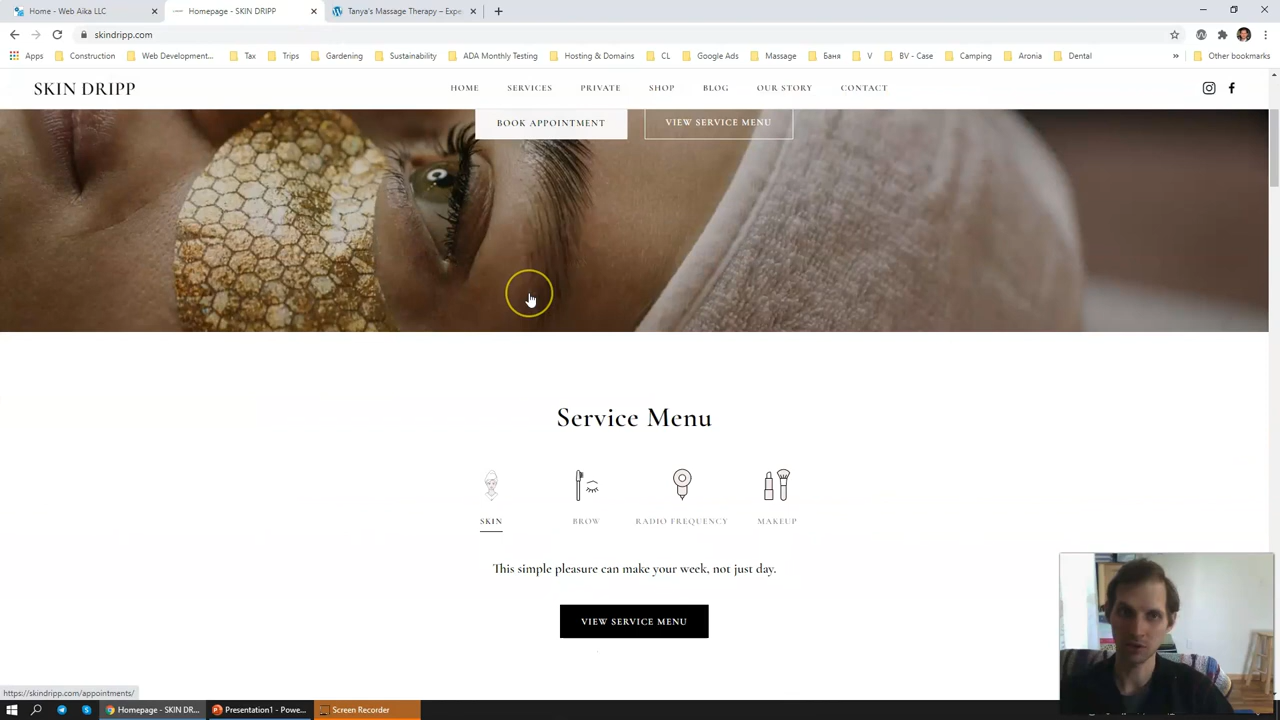 Home - Web Aika LLC
Homepage - SKIN DRIPP
Tanya's Massage Therapy – Expe
skindripp.com
Apps
Construction
Web Development...
Tax
Trips
Gardening
Sustainability
ADA Monthly Testing
Hosting & Domains
CL
Google Ads
Massage
Баня
V
BV - Case
Camping
Aronia
Dental
»
Other bookmarks
SKIN DRIPP
HOME
SERVICES
PRIVATE
SHOP
BLOG
OUR STORY
CONTACT
BOOK APPOINTMENT
VIEW SERVICE MENU
Service Menu
SKIN
BROW
RADIO FREQUENCY
MAKEUP
This simple pleasure can make your week, not just day.
VIEW SERVICE MENU
https://skindripp.com/appointments/
Homepage - SKIN DR...
Presentation1 - Powe...
Screen Recorder